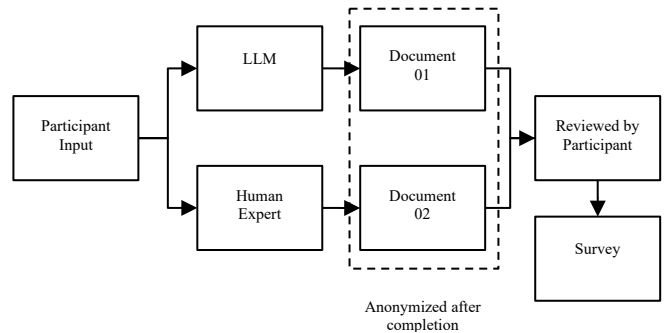 Participant
Input
LLM
Human
Expert
Document
01
Document
02
Anonymized after
completion
Reviewed by
Participant
Survey